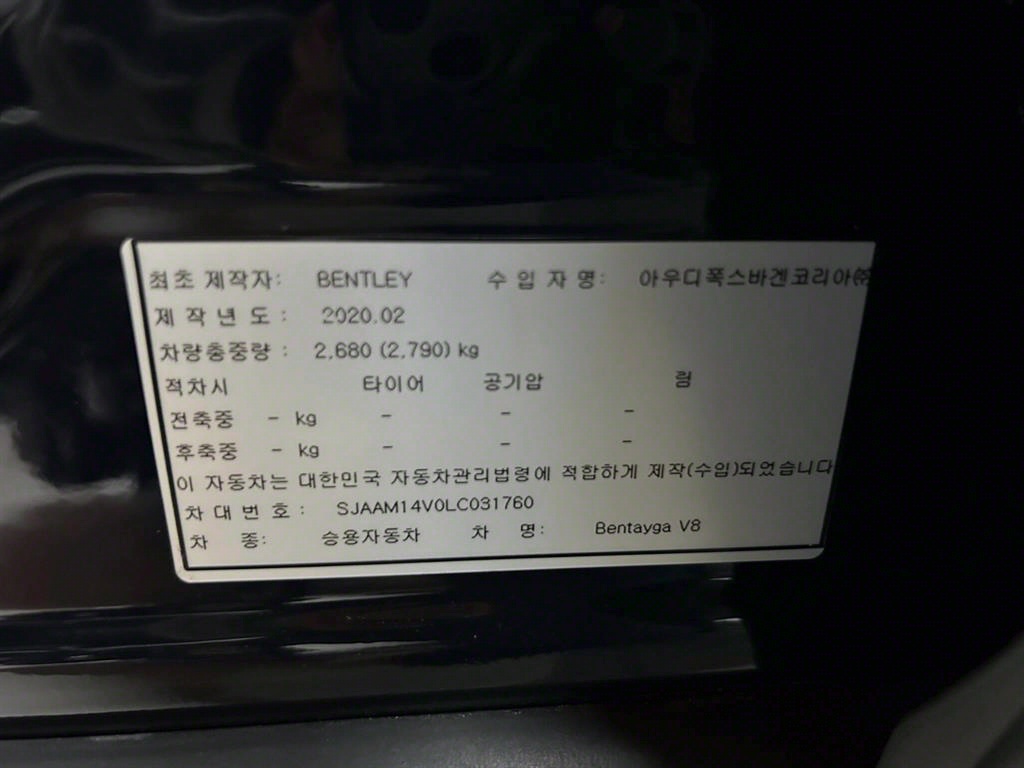 최초 제작자: BENTLEY 수 입 자 명: 아우디폭스바겐코리아㈜
제 작 년 도 : 2020.02
차량총중량 : 2,680 (2,790) kg
적차시 타이어 공기압 림
전축중 - kg - - -
후축중 - kg - - -
이 자동차는 대한민국 자동차관리법령에 적합하게 제작(수입)되었습니다
차 대 번 호 : SJAAM14V0LC031760
차 종: 승용자동차 차 명: Bentayga V8